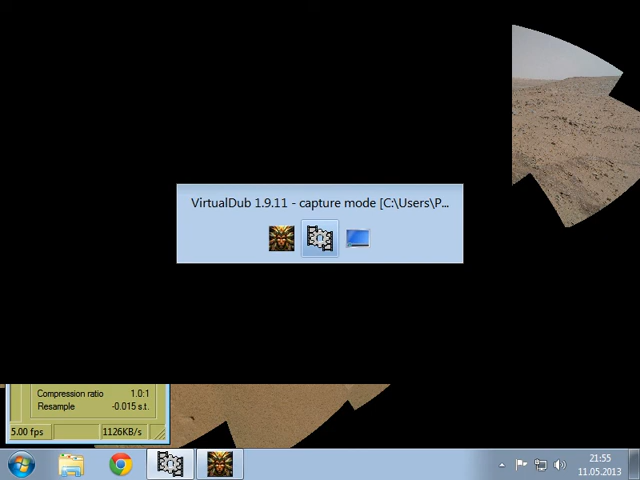 VirtualDub 1.9.11 - capture mode [C:\Users\P...
Compression ratio 1.0:1
Resample -0.015 s.t.
5.00 fps 1126KB/s
21:55
11.05.2013